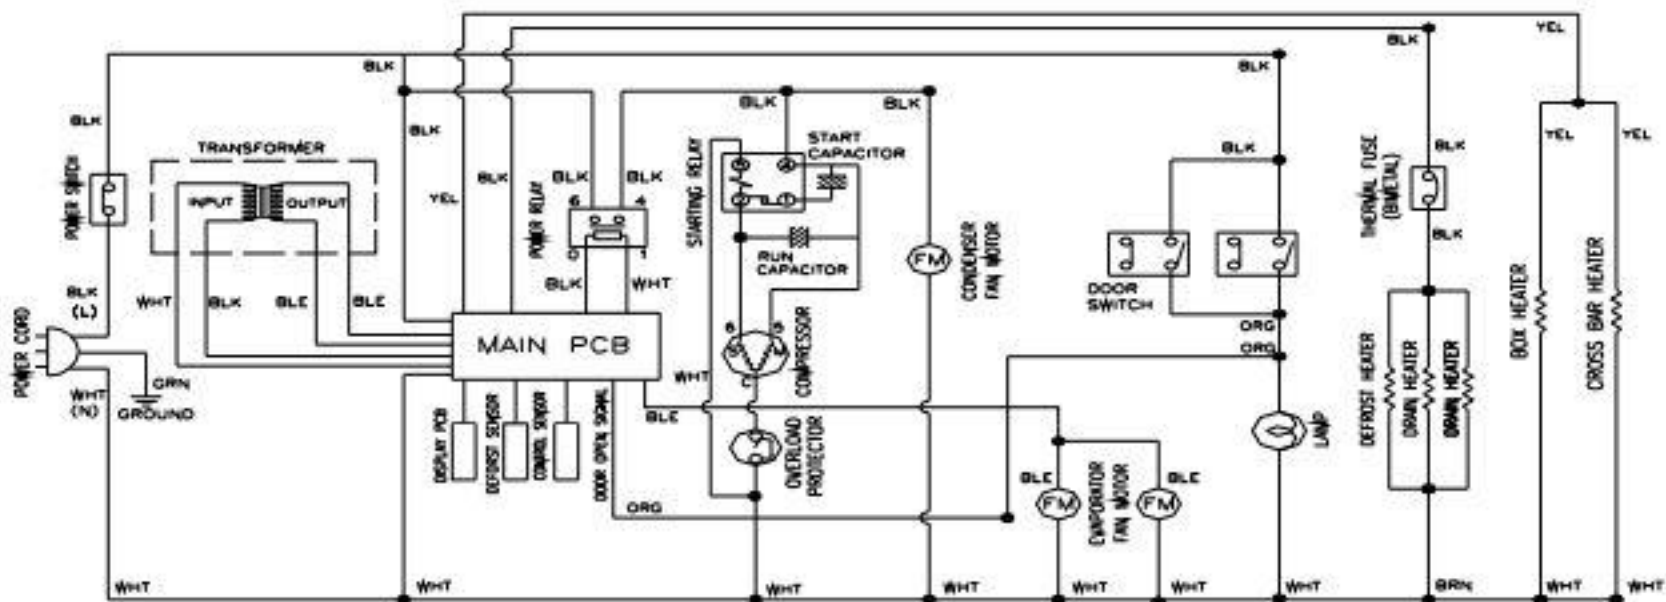 YEL
BLK
BLK
BLK
YEL
BLK
BLK
BLK
BLK
BLK
TRANSFORMER
INPUT
OUTPUT
POWER SWITCH
BLK
YEL
BLK
BLK
6
4
POWER RELAY
0
1
BLK
WHT
STARTING RELAY
START
CAPACITOR
RUN
CAPACITOR
FM
CONDENSER
FAN MOTOR
BLK
DOOR
SWITCH
ORG
ORG
THERMAL FUSE
(BIMETAL)
BLK
BLK
YEL
YEL
BOX HEATER
CROSS BAR HEATER
BLK
(L)
WHT
BLK
BLE
BLE
POWER CORD
WHT
(N)
GRN
GROUND
MAIN PCB
WHT
COMPRESSOR
C
DISPLAY PCB
DEFORST SENSOR
CONTROL SENSOR
DOOR OPEN SIGNAL
BLE
OVERLOAD
PROTECTOR
LAMP
DEFROST HEATER
DRAIN HEATER
DRAIN HEATER
ORG
BLE
FM
EVAPORATOR
FAN MOTOR
BLE
FM
WHT
WHT
WHT
WHT
WHT
WHT
WHT
BRN
WHT
WHT